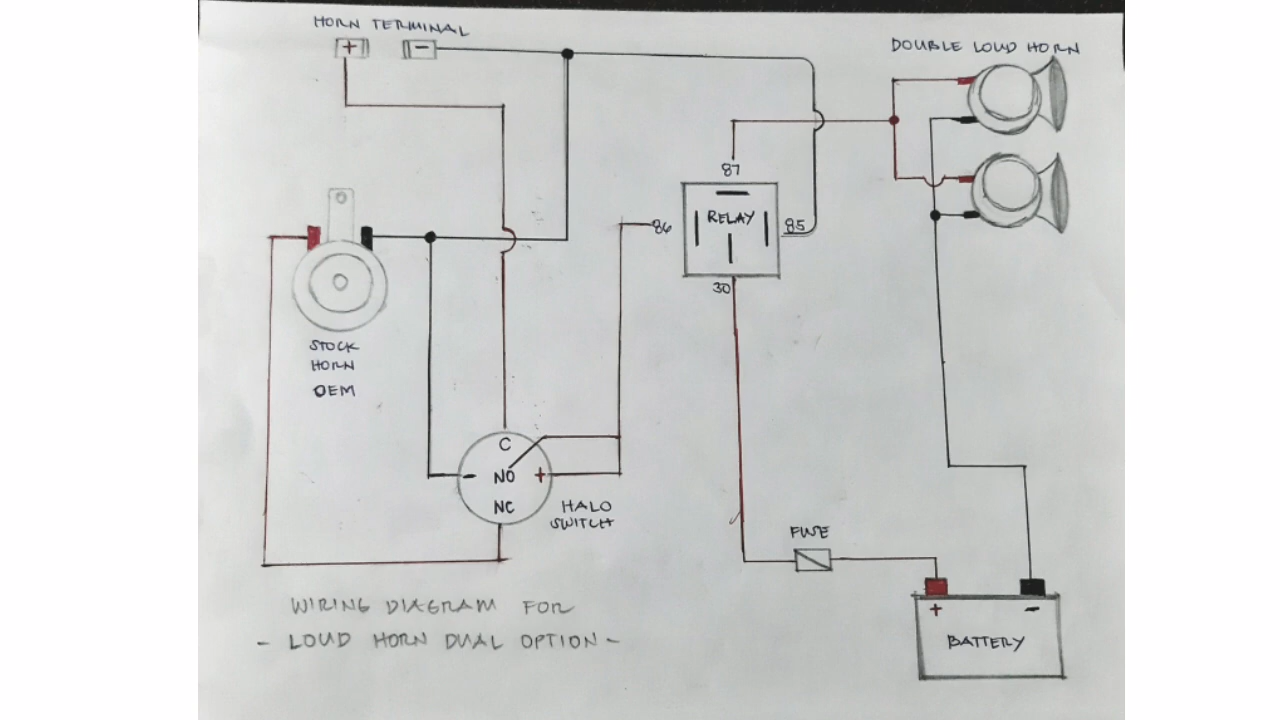 HORN TERMINAL
+ -
DOUBLE LOUD HORN
87
RELAY
86
85
30
STOCK
HORN
OEM
C
- NO +
NC
HALO
SWITCH
FUSE
+ -
BATTERY
WIRING DIAGRAM FOR
- LOUD HORN DUAL OPTION -